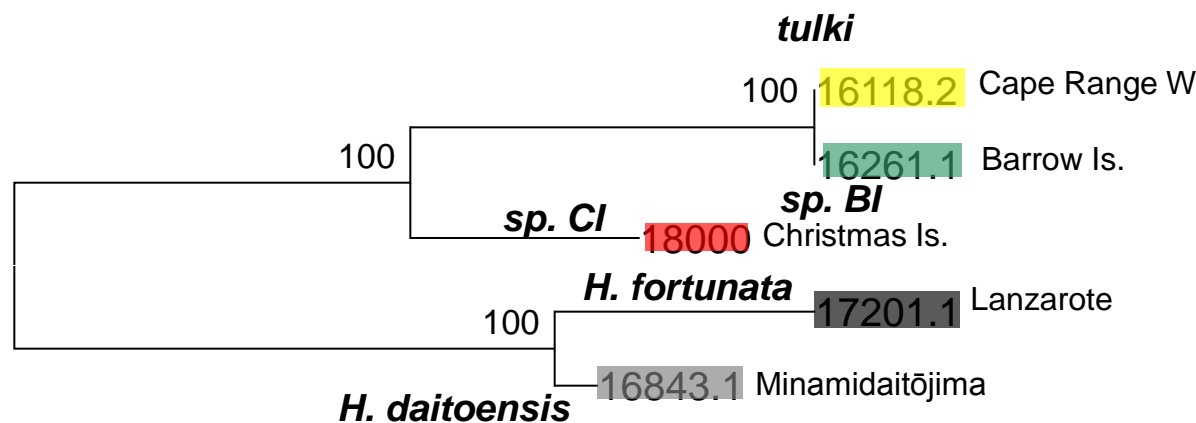 tulki
100 16118.2 Cape Range W
100 16261.1 Barrow Is.
sp. BI
sp. CI 18000 Christmas Is.
H. fortunata
100 17201.1 Lanzarote
16843.1 Minamidaitōjima
H. daitoensis